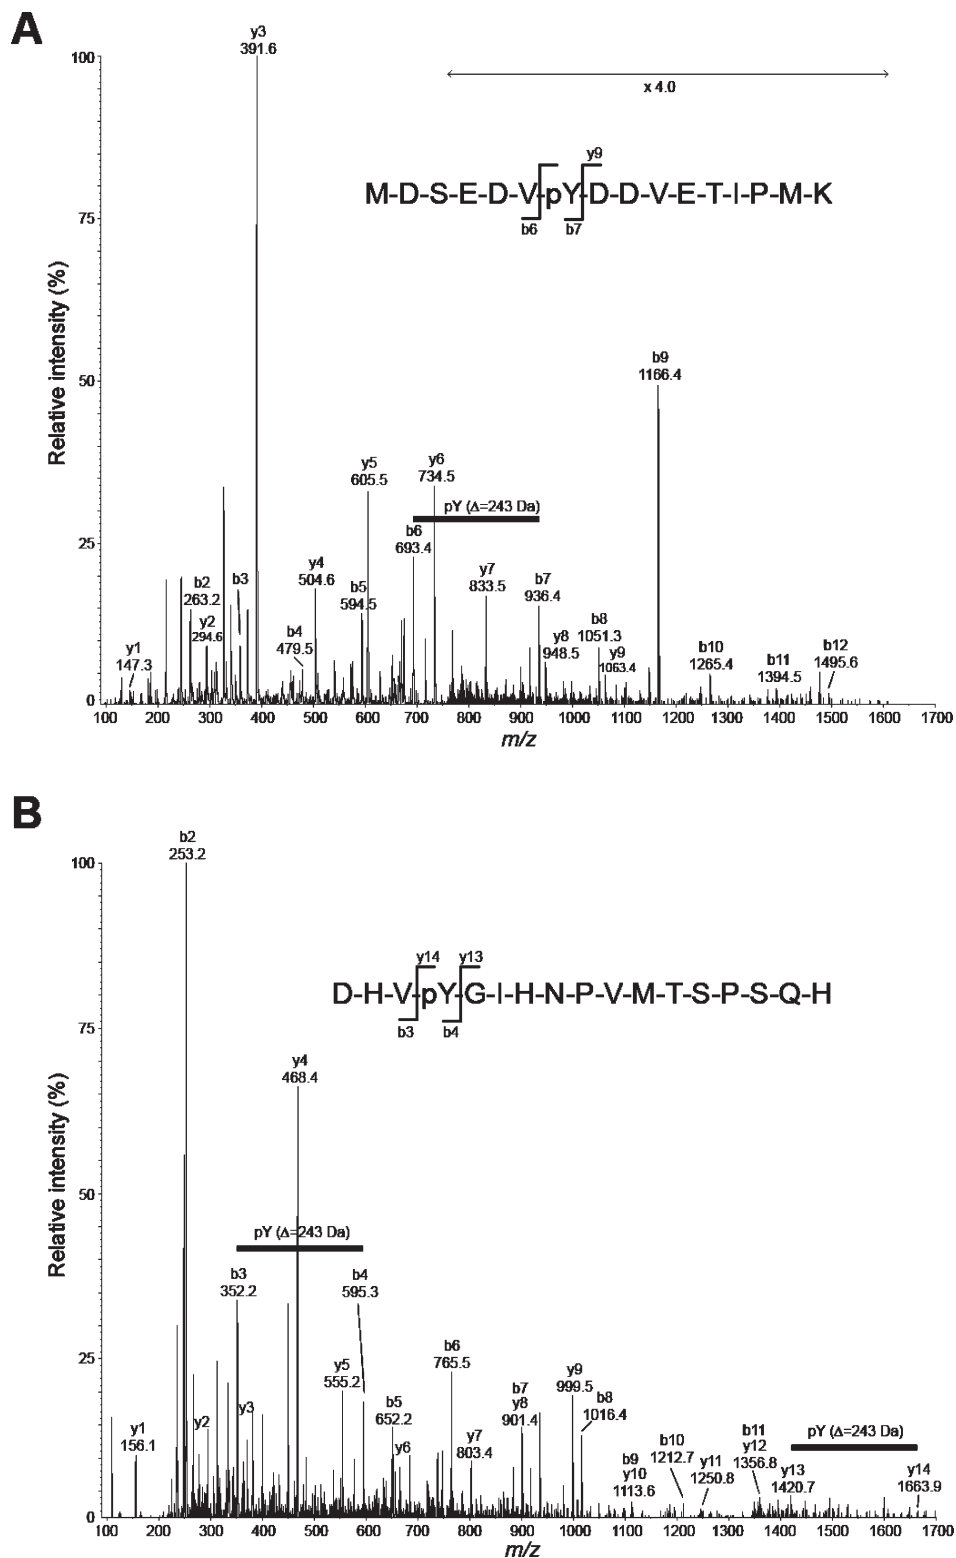 A
y3
391.6
100
x 4.0
y9
M-D-S-E-D-V-pY-D-D-V-E-T-I-P-M-K
b6 b7
75
Relative intensity (%)
50
b9
1166.4
y5
605.5
y6
734.5
pY (Δ=243 Da)
b6
693.4
25
b2
263.2
b3
y2
294.6
y4
504.6
b5
594.5
y7
833.5
b7
936.4
y1
147.3
b4
479.5
y8
948.5
b8
1051.3
y9
1063.4
b10
1265.4
b11
1394.5
b12
1495.6
0
100 200 300 400 500 600 700 800 900 1000 1100 1200 1300 1400 1500 1600 1700
m/z
B
b2
253.2
100
y14 y13
D-H-V-pY-G-I-H-N-P-V-M-T-S-P-S-Q-H
b3 b4
75
Relative intensity (%)
y4
468.4
50
pY (Δ=243 Da)
b3
352.2
b4
595.3
25
y5
555.2
b6
765.5
y9
999.5
y1
156.1
y2
y3
b5
652.2
y6
y7
803.4
b7
y8
901.4
b8
1016.4
b9
y10
1113.6
b10
1212.7
y11
1250.8
b11
y12
1356.8
pY (Δ=243 Da)
y13
1420.7
y14
1663.9
0
100 200 300 400 500 600 700 800 900 1000 1100 1200 1300 1400 1500 1600 1700
m/z